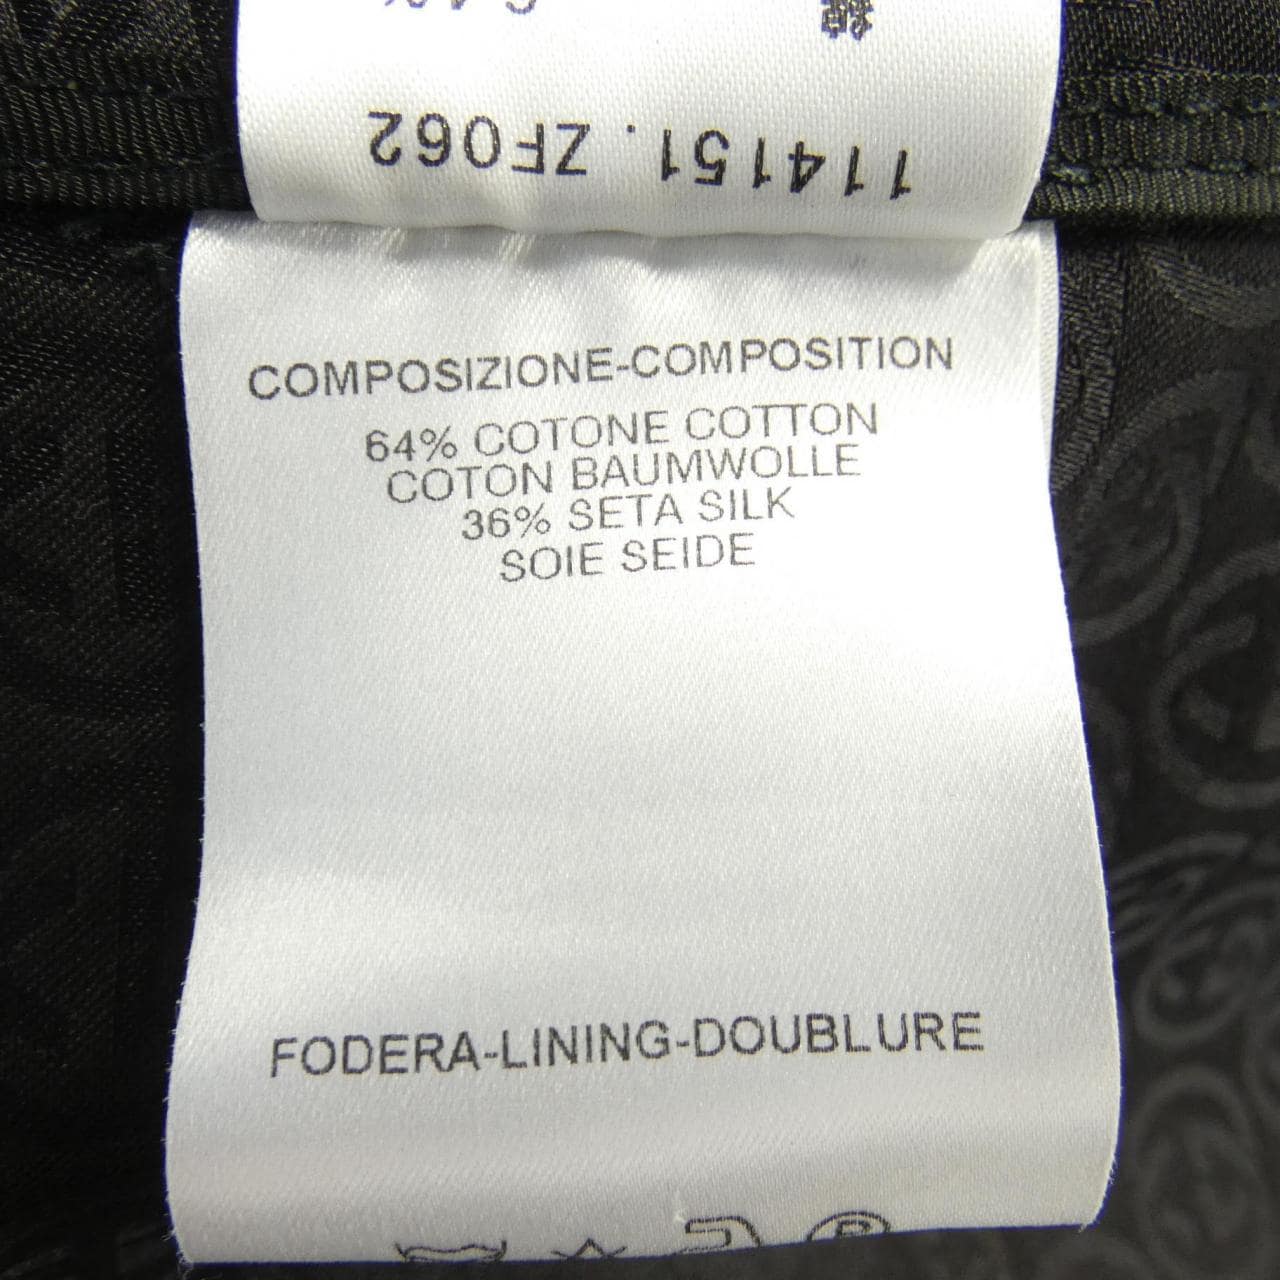 114151.ZF062
COMPOSIZIONE-COMPOSITION
64% COTONE COTTON
COTON BAUMWOLLE
36% SETA SILK
SOIE SEIDE
FODERA-LINING-DOUBLURE